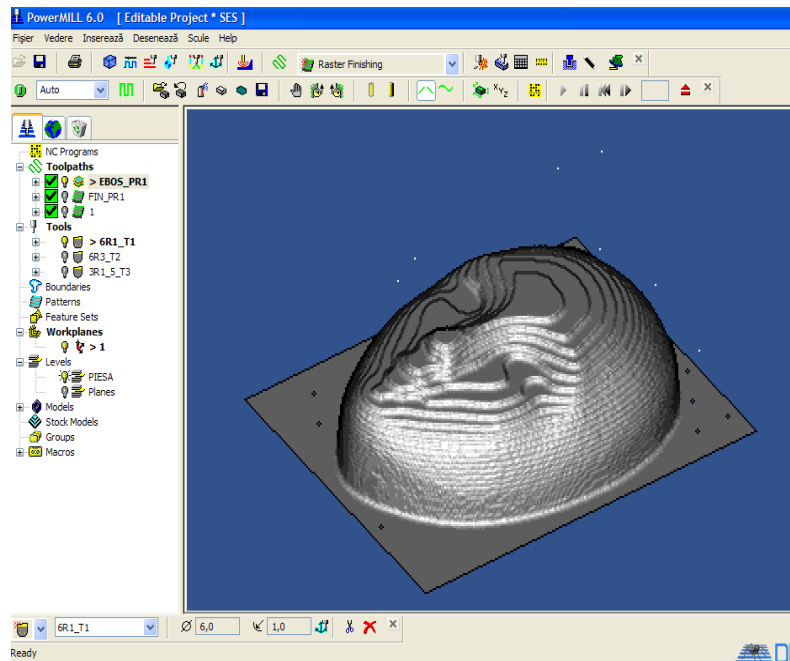 PowerMILL 6.0 [ Editable Project * SES ]
Fişier Vedere Inserează Desenează Scule Help
Raster Finishing
Auto
XYZ
NC Programs
Toolpaths
> EBOS_PR1
FIN_PR1
1
Tools
> 6R1_T1
6R3_T2
3R1_5_T3
Boundaries
Patterns
Feature Sets
Workplanes
> 1
Levels
PIESA
Planes
Models
Stock Models
Groups
Macros
6R1_T1 6,0 1,0
Ready